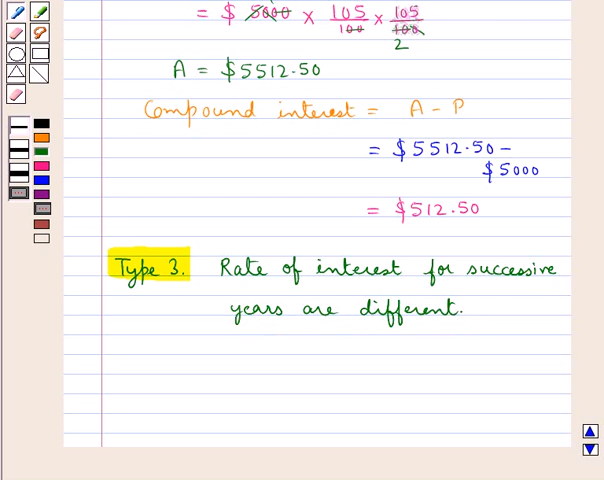 = $ 5000 × 105/100 × 105/100
2
A = $5512.50
Compound interest = A - P
= $5512.50 -
$5000
= $512.50
Type 3. Rate of interest for successive
years are different.